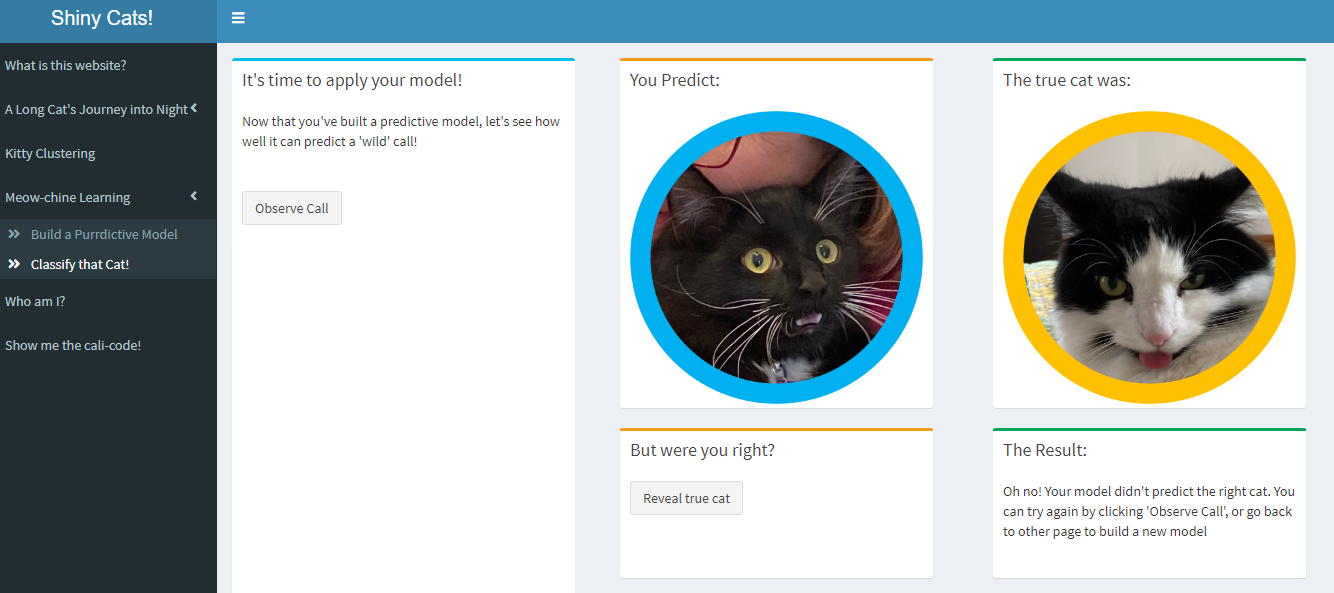 Shiny Cats!
What is this website?
A Long Cat's Journey into Night
Kitty Clustering
Meow-chine Learning
Build a Purrdictive Model
Classify that Cat!
Who am I?
Show me the cali-code!
It's time to apply your model!
Now that you've built a predictive model, let's see how
well it can predict a 'wild' call!
Observe Call
You Predict:
But were you right?
Reveal true cat
The true cat was:
The Result:
Oh no! Your model didn't predict the right cat. You
can try again by clicking 'Observe Call', or go back
to other page to build a new model